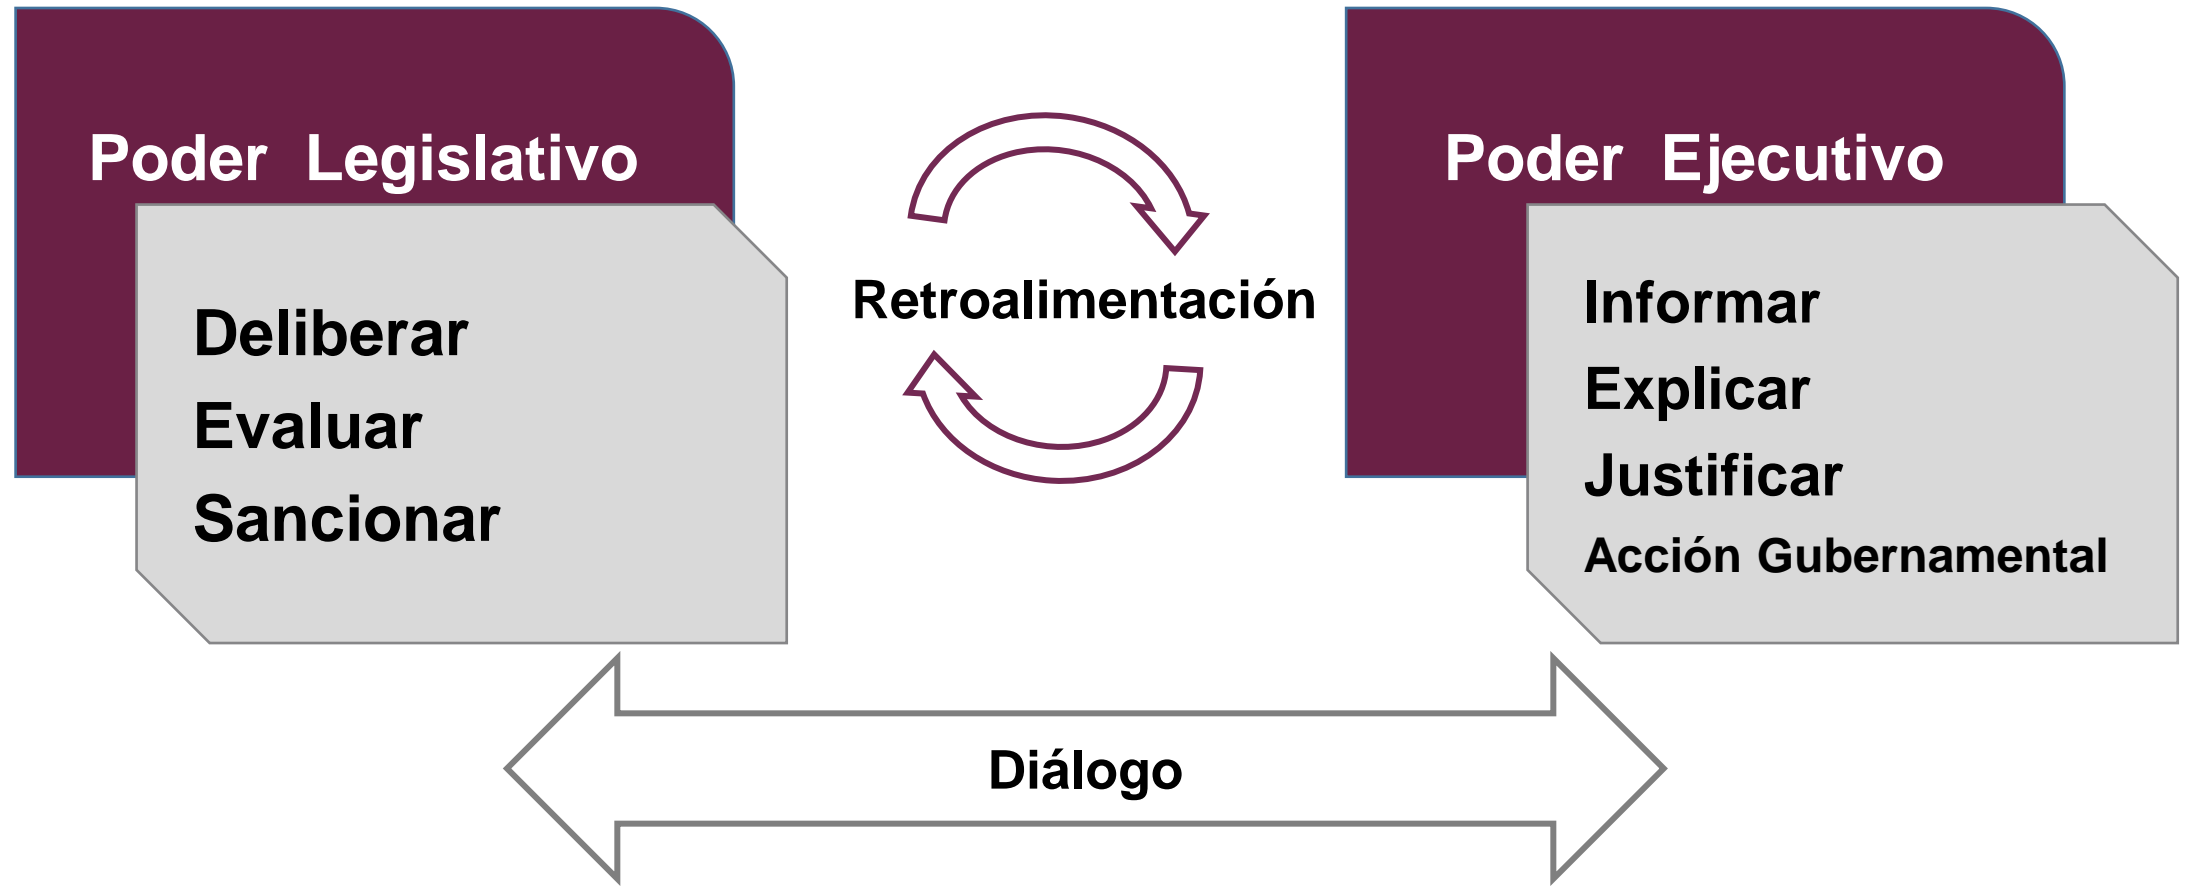 Poder Legislativo
Deliberar
Evaluar
Sancionar
Retroalimentación
Poder Ejecutivo
Informar
Explicar
Justificar
Acción Gubernamental
Diálogo